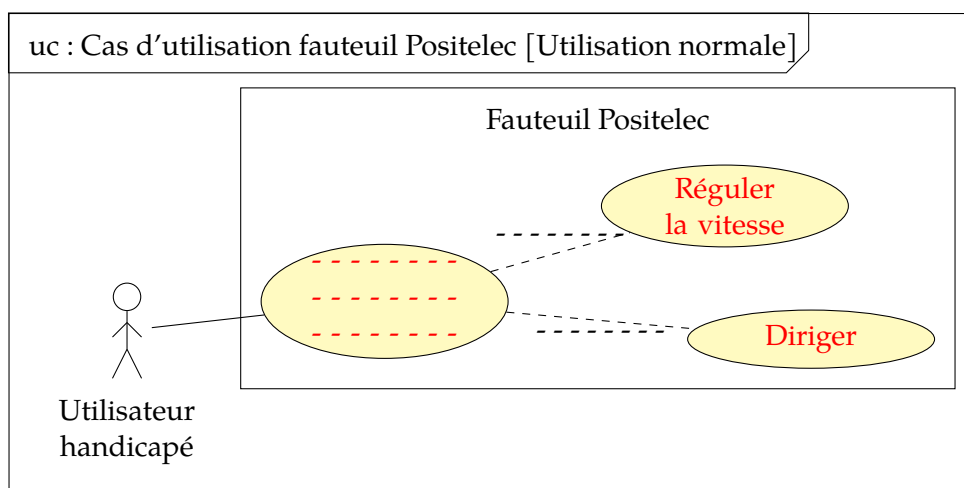 uc : Cas d'utilisation fauteuil Positelec [Utilisation normale]
Fauteuil Positelec
Réguler
la vitesse
- - - - - - - - -
- - - - - - - -
- - - - - - - -
- - - - - - - - -
- - - - - - - -
Diriger
Utilisateur
handicapé